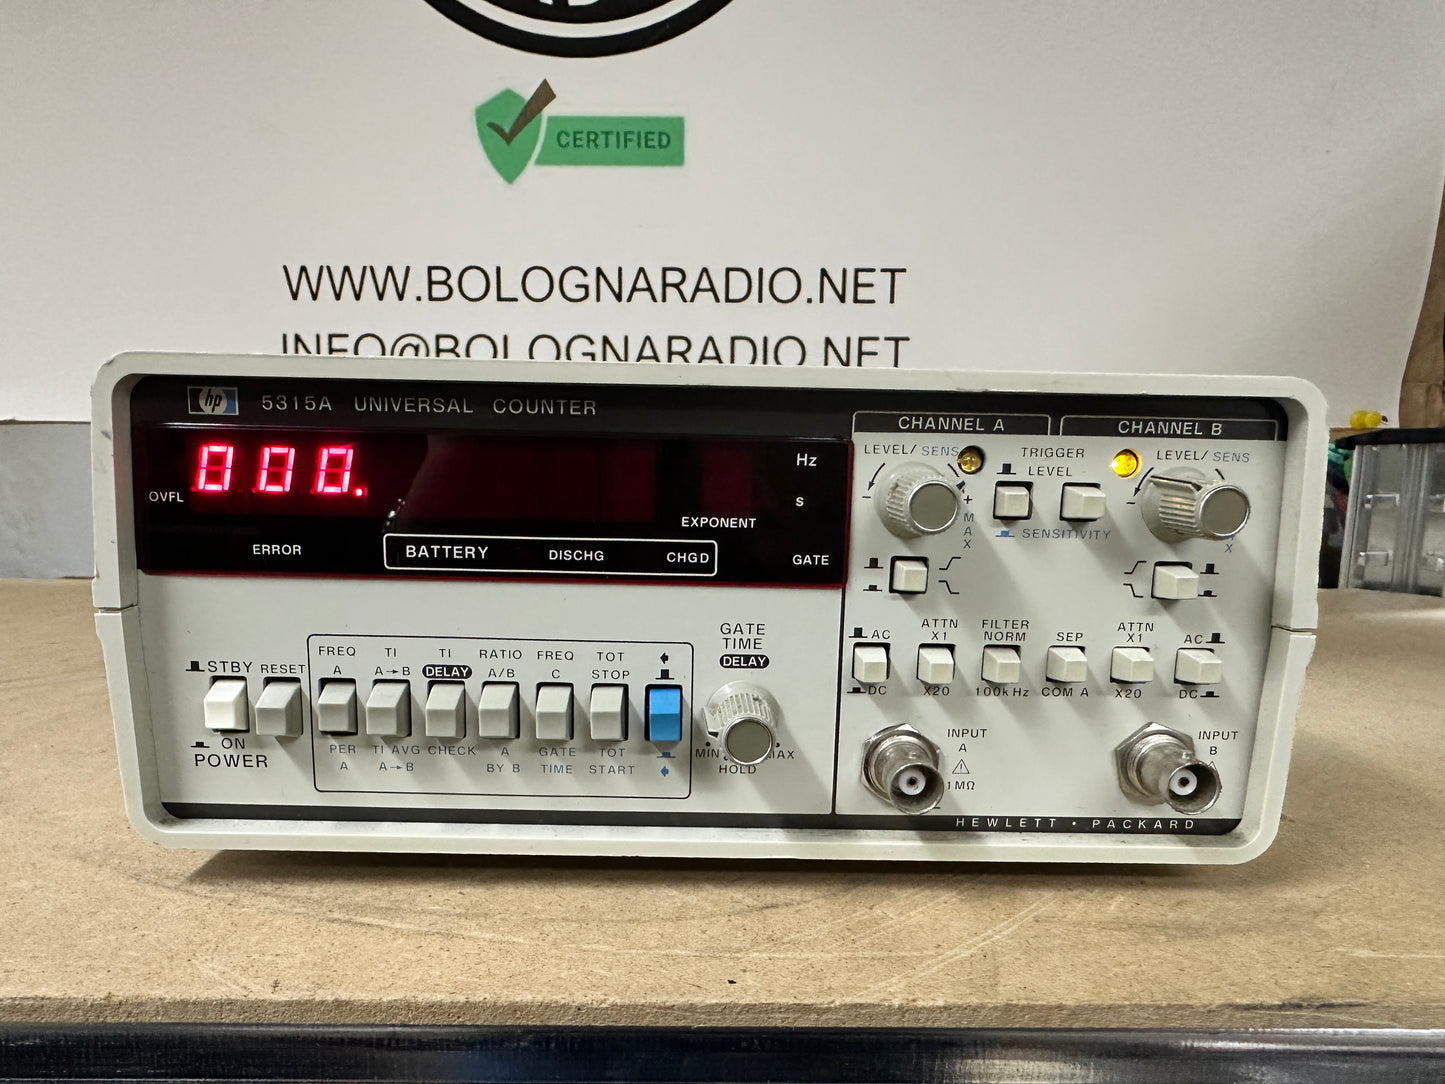 CERTIFIED
WWW.BOLOGNARADIO.NET
INFO@BOLOGNARADIO.NET
hp 5315A UNIVERSAL COUNTER
000.
OVFL
ERROR
BATTERY DISCHG CHGD
EXPONENT
Hz
s
GATE
CHANNEL A
CHANNEL B
LEVEL/SENS
TRIGGER
LEVEL
LEVEL/SENS
- +
MAX
SENSITIVITY
-
X
AC
DC
ATTN
X1
X20
FILTER
NORM
100kHz
SEP
COM A
ATTN
X1
X20
AC
DC
STBY
ON
POWER
RESET
FREQ
A
TI
A→B
TI
DELAY
RATIO
A/B
FREQ
C
TOT
STOP
PER
A
TI AVG
A→B
CHECK
A
BY B
GATE
TIME
TOT
START
GATE
TIME
DELAY
MIN
HOLD
INPUT
A
1MΩ
INPUT
B
HEWLETT • PACKARD